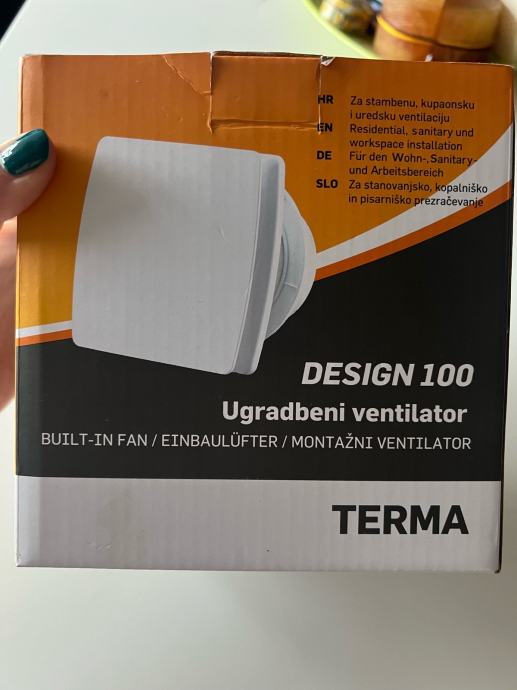 HR Za stambenu, kupaonsku
i uredsku ventilaciju
EN Residential, sanitary und
workspace installation
DE Für den Wohn-,Sanitary-
und Arbeitsbereich
SLO Za stanovanjsko, kopalniško
in pisarniško prezračevanje
DESIGN 100
Ugradbeni ventilator
BUILT-IN FAN / EINBAULÜFTER / MONTAŽNI VENTILATOR
TERMA